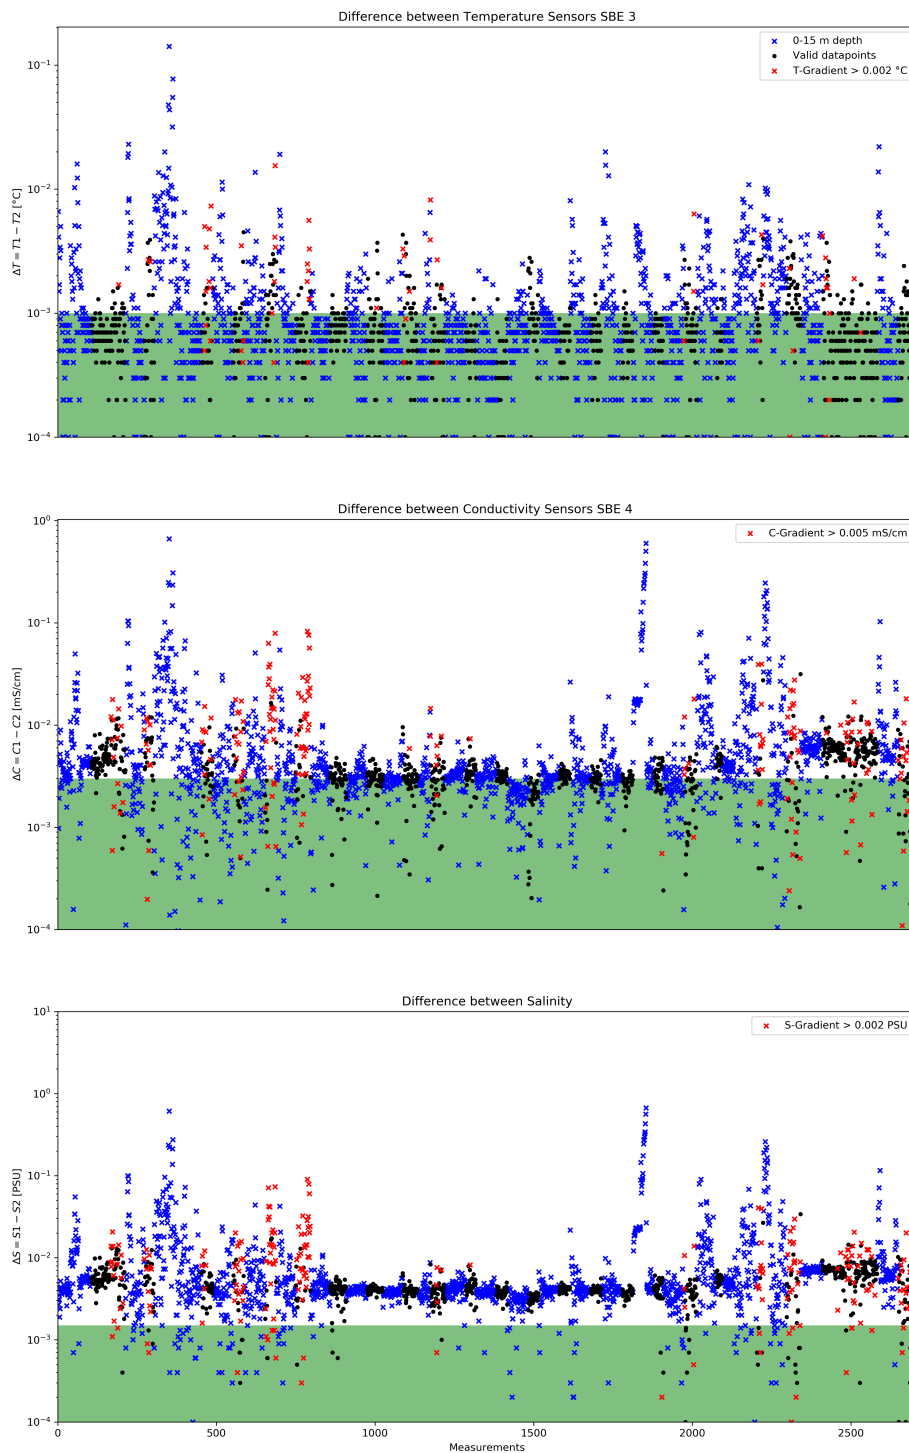 Difference between Temperature Sensors SBE 3
0-15 m depth
Valid datapoints
T-Gradient > 0.002 °C
ΔT = T1 − T2 [°C]
10⁻¹
10⁻²
10⁻³
10⁻⁴
Difference between Conductivity Sensors SBE 4
C-Gradient > 0.005 mS/cm
ΔC = C1 − C2 [mS/cm]
10⁰
10⁻¹
10⁻²
10⁻³
10⁻⁴
Difference between Salinity
S-Gradient > 0.002 PSU
ΔS = S1 − S2 [PSU]
10¹
10⁰
10⁻¹
10⁻²
10⁻³
10⁻⁴
0 500 1000 1500 2000 2500
Measurements